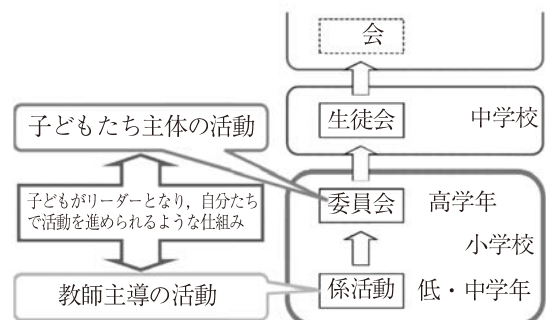 会
生徒会
中学校
子どもたち主体の活動
子どもがリーダーとなり，自分たち
で活動を進められるような仕組み
委員会
高学年
小学校
教師主導の活動
係活動
低・中学年